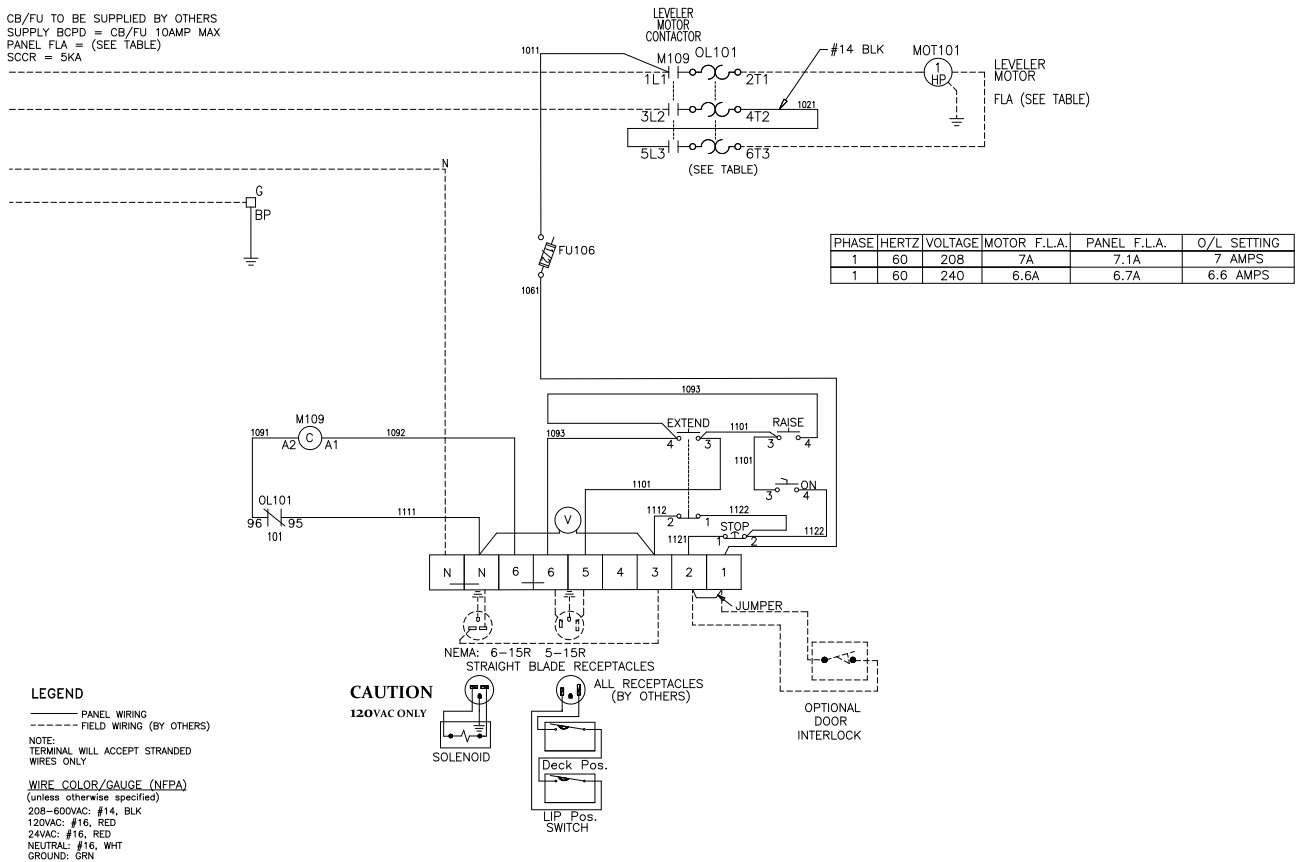 CB/FU TO BE SUPPLIED BY OTHERS
SUPPLY BCPD = CB/FU 10AMP MAX
PANEL FLA = (SEE TABLE)
SCCR = 5KA
LEVELER
MOTOR
CONTACTOR
1011
M109
OL101
#14 BLK
MOT101
1L1
2T1
1
HP
LEVELER
MOTOR
FLA (SEE TABLE)
1021
3L2
4T2
5L3
6T3
(SEE TABLE)
N
G
BP
FU106
1061
PHASE HERTZ VOLTAGE MOTOR F.L.A. PANEL F.L.A. O/L SETTING
1 60 208 7A 7.1A 7 AMPS
1 60 240 6.6A 6.7A 6.6 AMPS
1093
M109
EXTEND
1101
RAISE
1091
A2
C
A1
1092
1093
4
3
3
4
1101
1101
3
ON
4
OL101
96
95
101
1111
V
1112
2
1
1122
STOP
1121
1
2
1122
N N 6 6 5 4 3 2 1
JUMPER
NEMA: 6-15R 5-15R
STRAIGHT BLADE RECEPTACLES
ALL RECEPTACLES
(BY OTHERS)
CAUTION
120VAC ONLY
SOLENOID
Deck Pos.
LIP Pos.
SWITCH
OPTIONAL
DOOR
INTERLOCK
LEGEND
PANEL WIRING
FIELD WIRING (BY OTHERS)
NOTE:
TERMINAL WILL ACCEPT STRANDED
WIRES ONLY
WIRE COLOR/GAUGE (NFPA)
(unless otherwise specified)
208-600VAC: #14, BLK
120VAC: #16, RED
24VAC: #16, RED
NEUTRAL: #16, WHT
GROUND: GRN